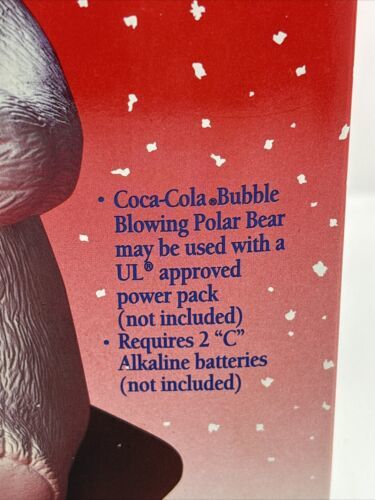 • Coca-Cola®Bubble
Blowing Polar Bear
may be used with a
UL® approved
power pack
(not included)
• Requires 2 “C”
Alkaline batteries
(not included)